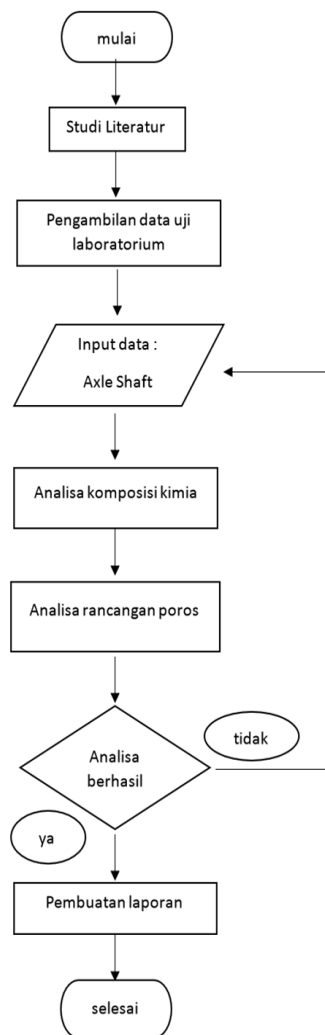 mulai
Studi Literatur
Pengambilan data uji
laboratorium
Input data :
Axle Shaft
Analisa komposisi kimia
Analisa rancangan poros
Analisa
berhasil
tidak
ya
Pembuatan laporan
selesai